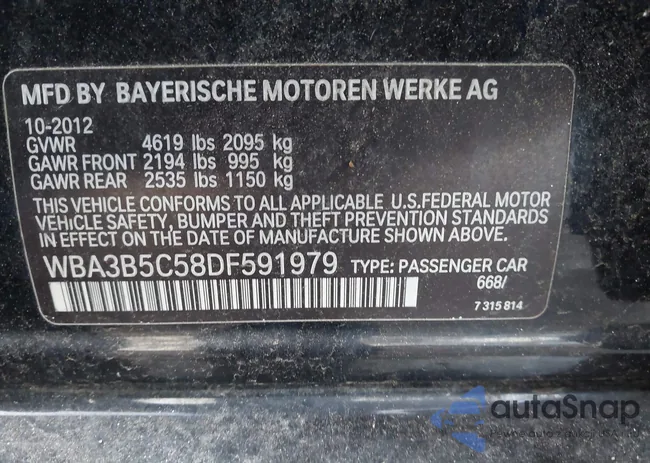 MFD BY BAYERISCHE MOTOREN WERKE AG
10-2012
GVWR 4619 lbs 2095 kg
GAWR FRONT 2194 lbs 995 kg
GAWR REAR 2535 lbs 1150 kg
THIS VEHICLE CONFORMS TO ALL APPLICABLE U.S.FEDERAL MOTOR
VEHICLE SAFETY, BUMPER AND THEFT PREVENTION STANDARDS
IN EFFECT ON THE DATE OF MANUFACTURE SHOWN ABOVE.
WBA3B5C58DF591979 TYPE: PASSENGER CAR
668/
7 315 814
autoSnap